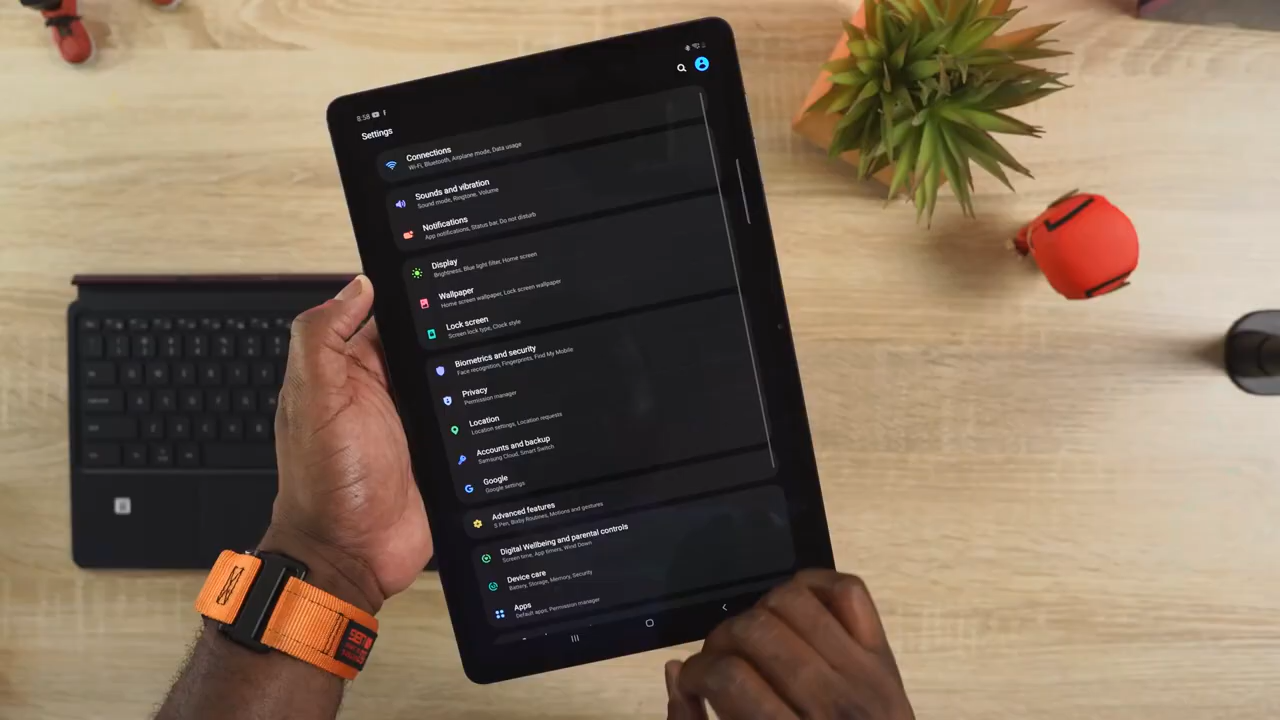 8:58
Settings
Connections
Wi-Fi, Bluetooth, Airplane mode, Data usage
Sounds and vibration
Sound mode, Ringtone, Volume
Notifications
App notifications, Status bar, Do not disturb
Display
Brightness, Blue light filter, Home screen
Wallpaper
Home screen wallpaper, Lock screen wallpaper
Lock screen
Screen lock type, Clock style
Biometrics and security
Face recognition, Fingerprints, Find My Mobile
Privacy
Permission manager
Location
Location settings, Location requests
Accounts and backup
Samsung Cloud, Smart Switch
Google
Google settings
Advanced features
S Pen, Bixby Routines, Motions and gestures
Digital Wellbeing and parental controls
Screen time, App timers, Wind Down
Device care
Battery, Storage, Memory, Security
Apps
Default apps, Permission manager